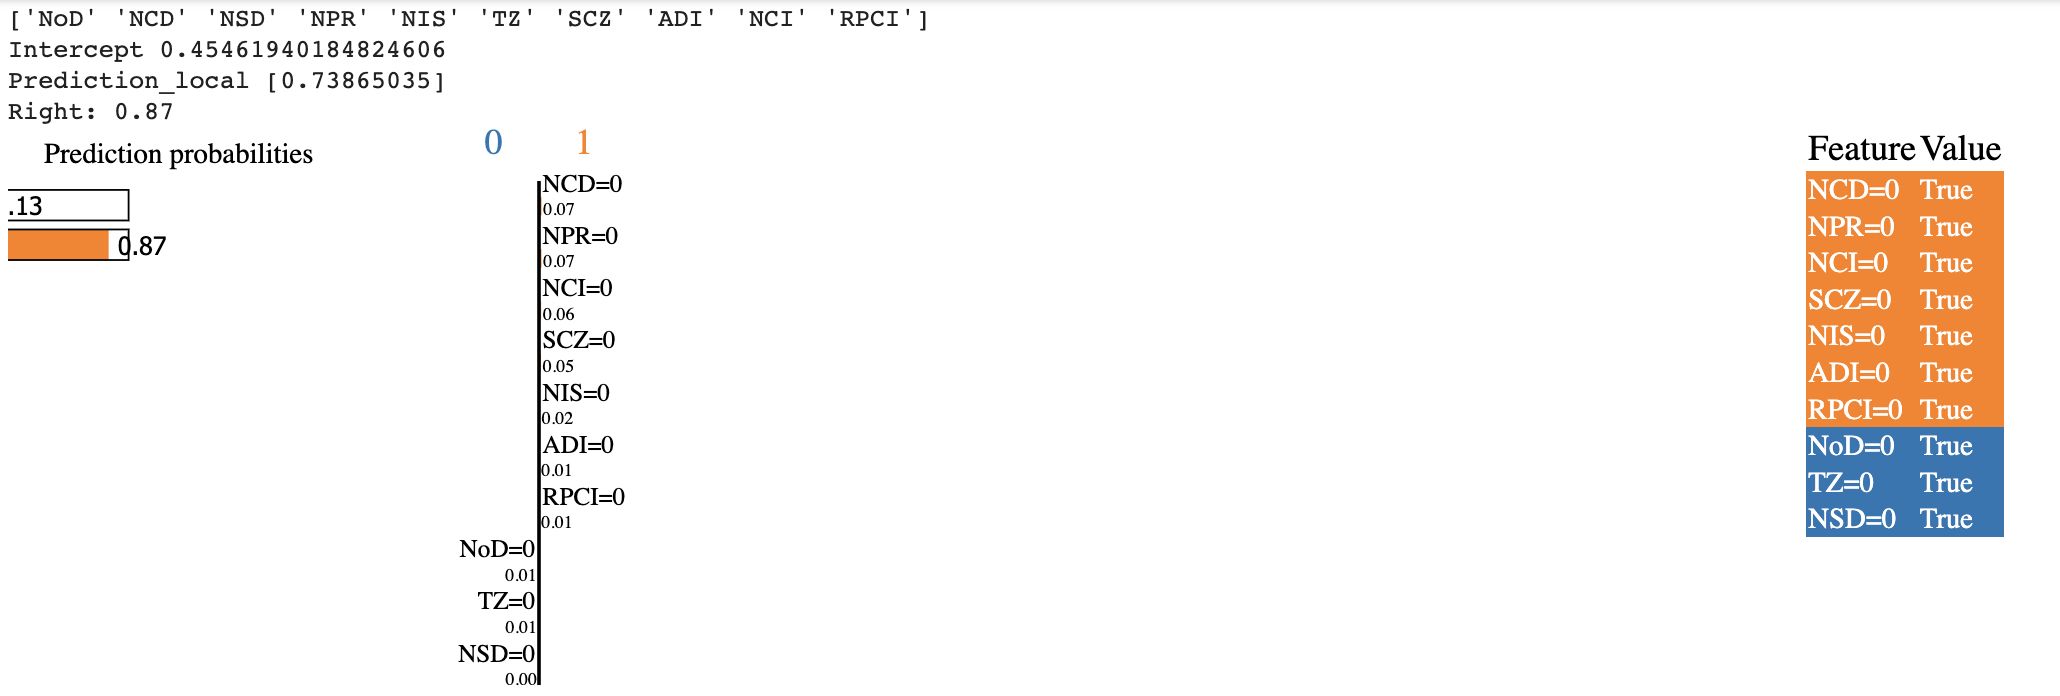 ['NoD' 'NCD' 'NSD' 'NPR' 'NIS' 'TZ' 'SCZ' 'ADI' 'NCI' 'RPCI']
Intercept 0.45461940184824606
Prediction_local [0.73865035]
Right: 0.87
Prediction probabilities
.13
0.87
0 1
NCD=0
0.07
NPR=0
0.07
NCI=0
0.06
SCZ=0
0.05
NIS=0
0.02
ADI=0
0.01
RPCI=0
0.01
NoD=0
0.01
TZ=0
0.01
NSD=0
0.00
Feature Value
NCD=0 True
NPR=0 True
NCI=0 True
SCZ=0 True
NIS=0 True
ADI=0 True
RPCI=0 True
NoD=0 True
TZ=0 True
NSD=0 True